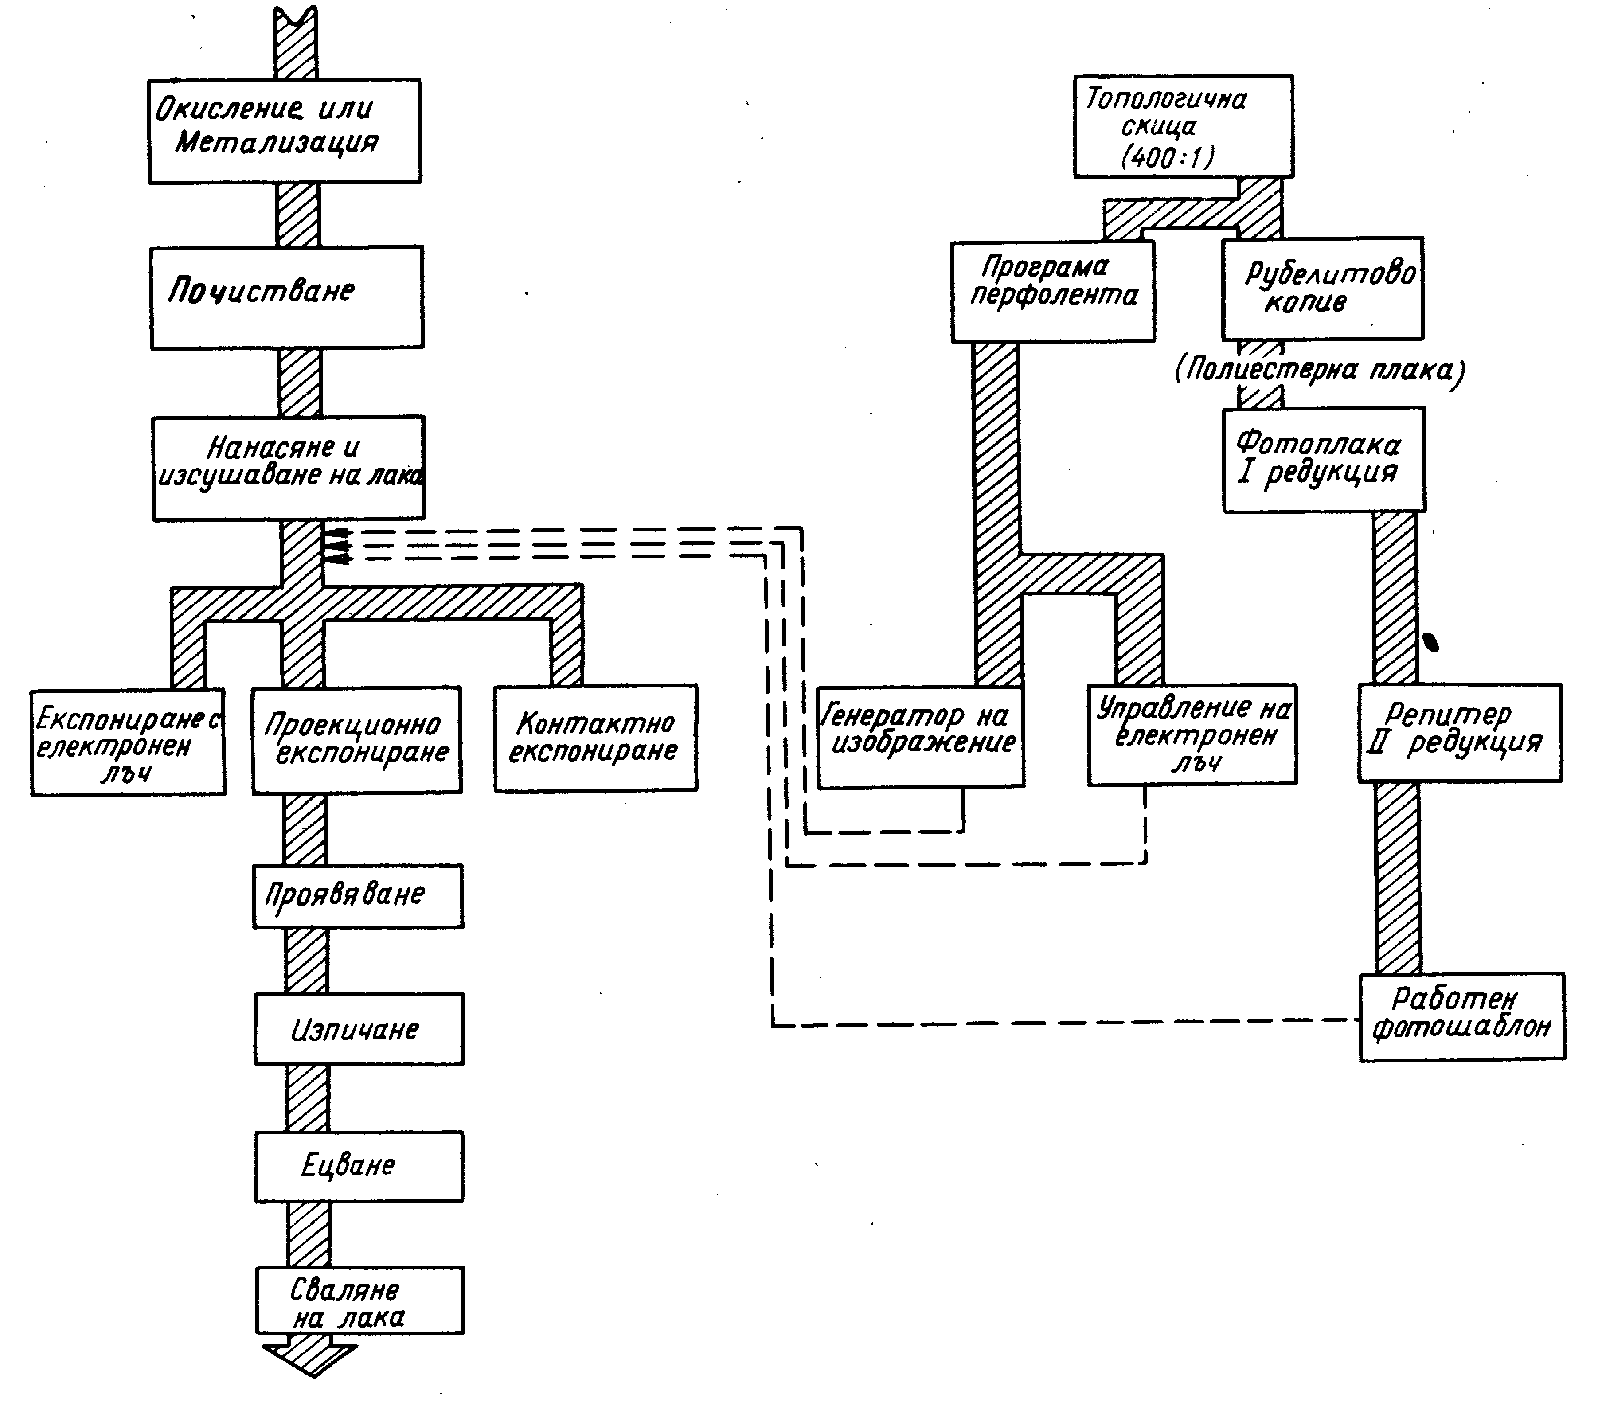 Окисление или
Метализация
Почистване
Нанасяне и
изсушаване на лака
Експониране с
електронен
лъч
Проекционно
експониране
Контактно
експониране
Проявяване
Изпичане
Ецване
Сваляне
на лака
Топологична
скица
(400:1)
Програма
перфолента
Рубелитово
копив
(Полиестерна плака)
Фотоплака
I редукция
Генератор на
изображение
Управление на
електронен
лъч
Репитер
II редукция
Работен
фотошаблон